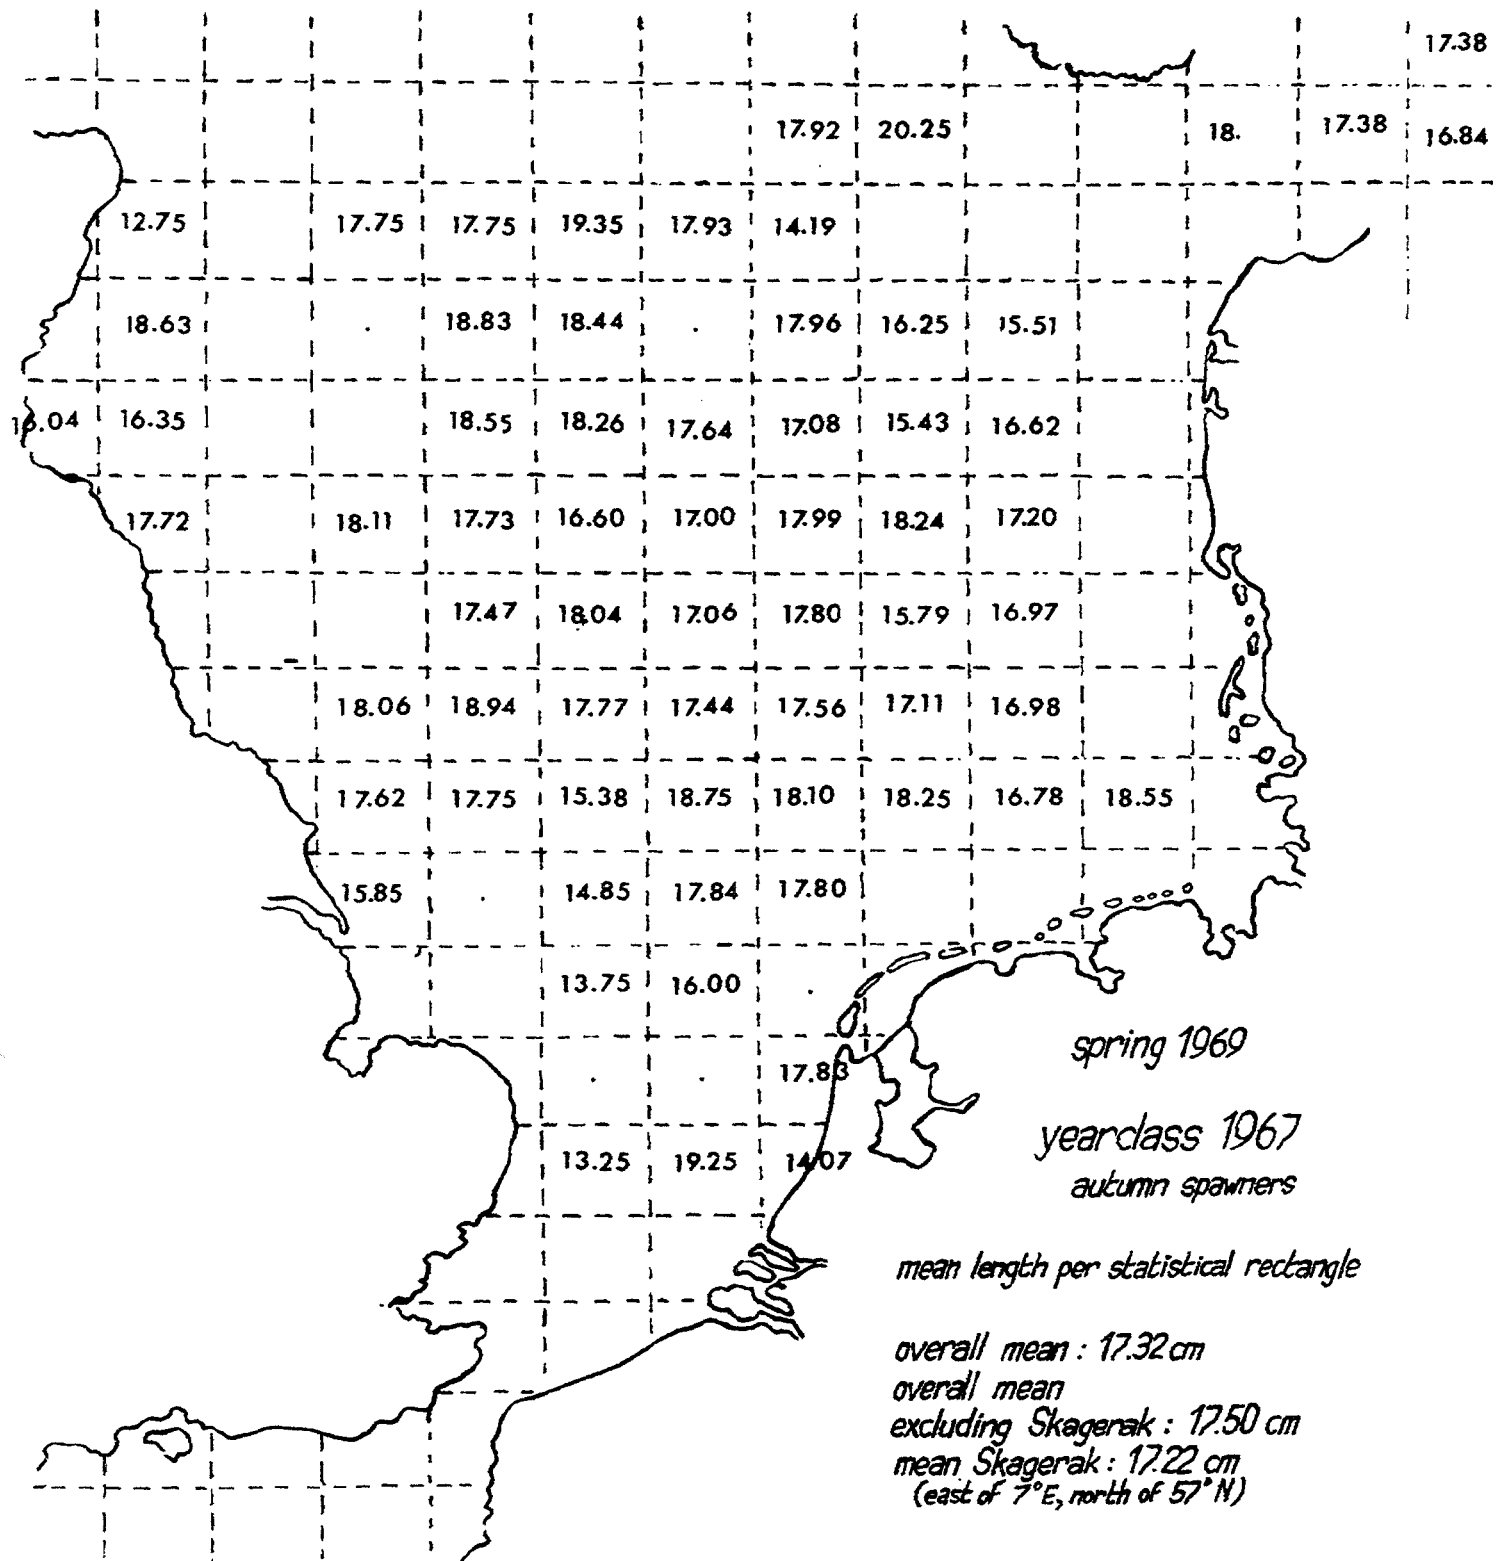 17.38
17.92 20.25 18. 17.38 16.84
12.75 17.75 17.75 19.35 17.93 14.19
18.63 . 18.83 18.44 . 17.96 16.25 15.51
16.04 16.35 18.55 18.26 17.64 17.08 15.43 16.62
17.72 18.11 17.73 16.60 17.00 17.99 18.24 17.20
17.47 18.04 17.06 17.80 15.79 16.97
18.06 18.94 17.77 17.44 17.56 17.11 16.98
17.62 17.75 15.38 18.75 18.10 18.25 16.78 18.55
15.85 . 14.85 17.84 17.80
13.75 16.00 .
. . 17.83
13.25 19.25 14.07
spring 1969
yearclass 1967
autumn spawners
mean length per statistical rectangle
overall mean : 17.32 cm
overall mean
excluding Skagerak : 17.50 cm
mean Skagerak : 17.22 cm
(east of 7°E, north of 57°N)